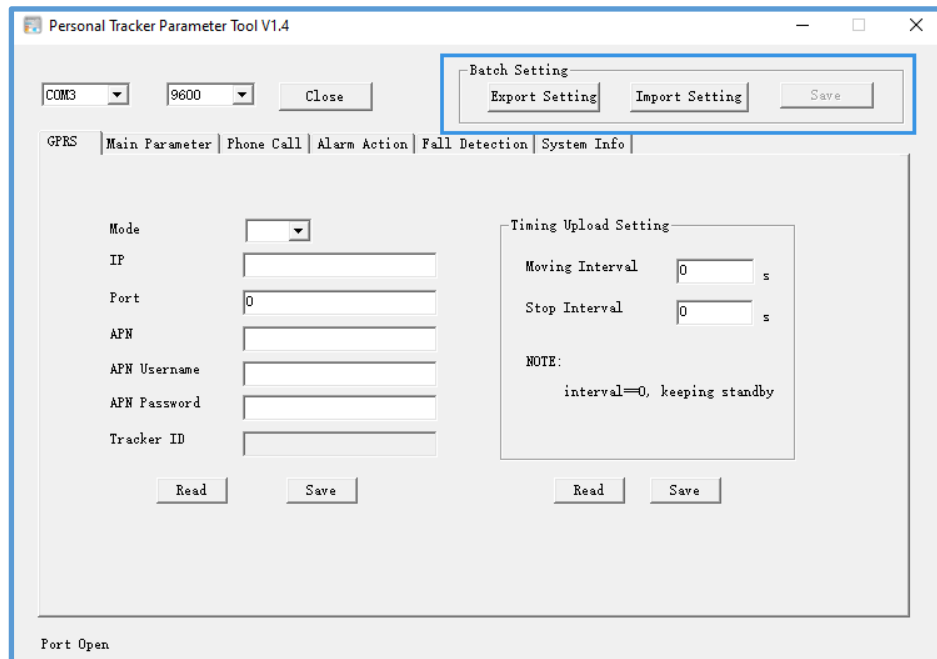 Personal Tracker Parameter Tool V1.4
Batch Setting
COM3 9600 Close Export Setting Import Setting Save
GPRS Main Parameter Phone Call Alarm Action Fall Detection System Info
Mode
IP
Port 0
APN
APN Username
APN Password
Tracker ID
Read Save
Timing Upload Setting
Moving Interval 0 s
Stop Interval 0 s
NOTE:
interval==0, keeping standby
Read Save
Port Open